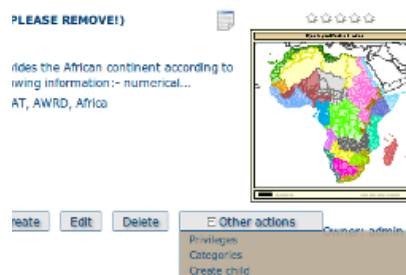 PLEASE REMOVE!)
vides the African continent according to
wing information:- numerical...
AT, AWRD, Africa
reate Edit Delete Other actions
Owner: admin
Privileges
Categories
Create child